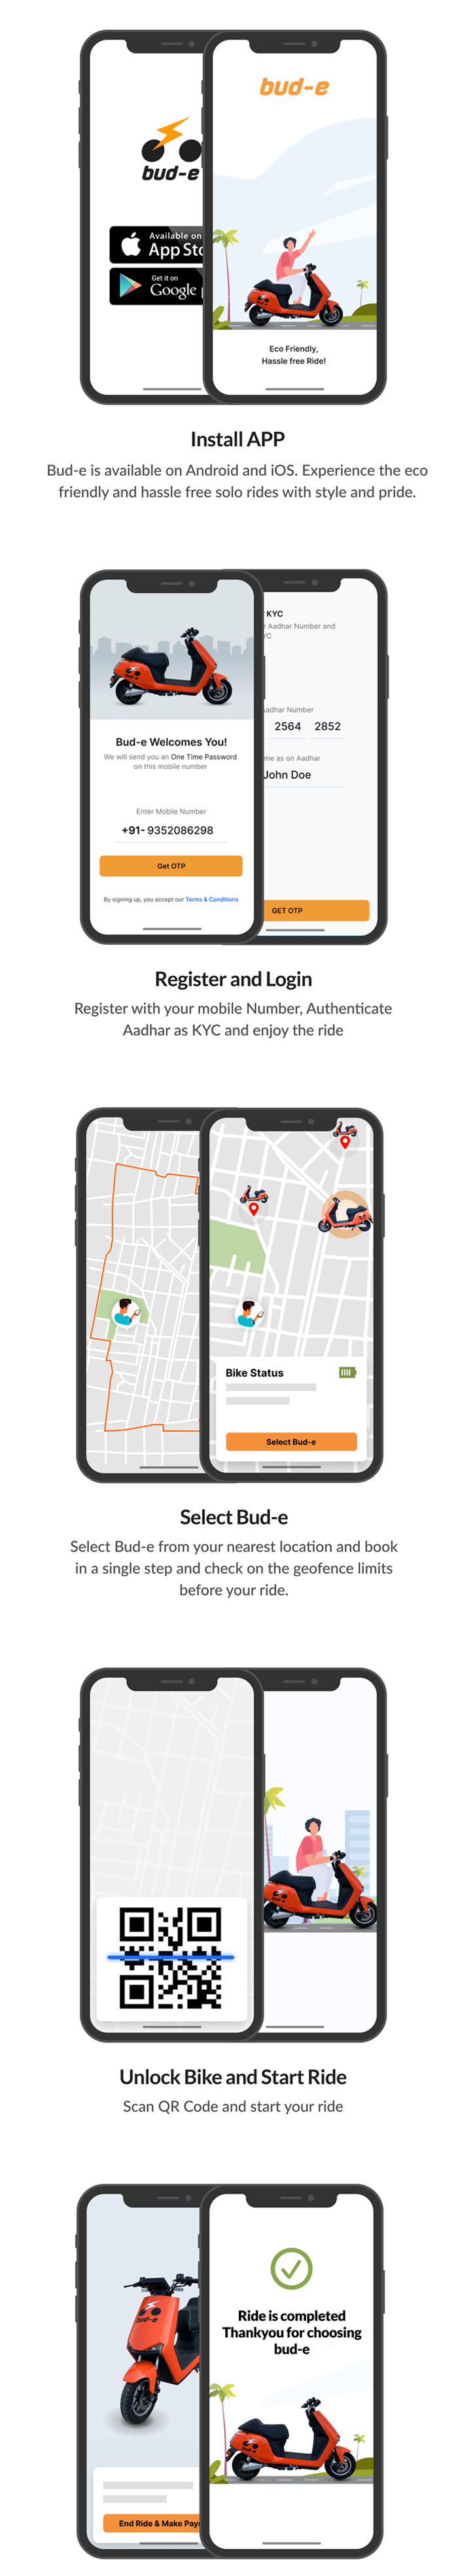 bud-e
Available on
App Sto
Get it on
Google
bud-e
Eco Friendly,
Hassle free Ride!
Install APP
Bud-e is available on Android and iOS. Experience the eco
friendly and hassle free solo rides with style and pride.
Bud-e Welcomes You!
We will send you an One Time Password
on this mobile number
Enter Mobile Number
+91- 9352086298
Get OTP
By signing up, you accept our Terms & Conditions
KYC
Aadhar Number and
YC
aadhar Number
2564 2852
me as on Aadhar
John Doe
GET OTP
Register and Login
Register with your mobile Number, Authenticate
Aadhar as KYC and enjoy the ride
Bike Status
Select Bud-e
Select Bud-e
Select Bud-e from your nearest location and book
in a single step and check on the geofence limits
before your ride.
Unlock Bike and Start Ride
Scan QR Code and start your ride
bud-e
End Ride & Make Pay
Ride is completed
Thankyou for choosing
bud-e